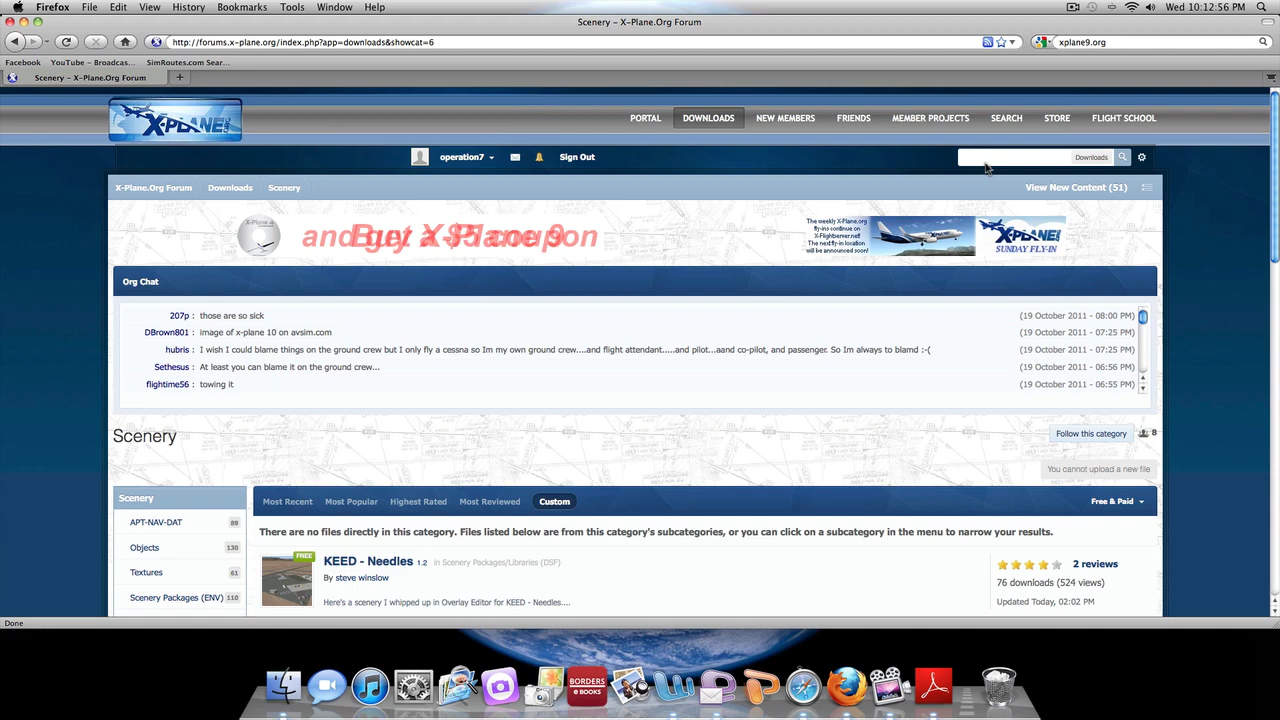 Firefox File Edit View History Bookmarks Tools Window Help Wed 10:12:56 PM
Scenery – X-Plane.Org Forum
http://forums.x-plane.org/index.php?app=downloads&showcat=6 xplane9.org
Facebook YouTube – Broadcas... SimRoutes.com Sear...
Scenery – X-Plane.Org Forum
X-PLANE
PORTAL DOWNLOADS NEW MEMBERS FRIENDS MEMBER PROJECTS SEARCH STORE FLIGHT SCHOOL
operation7 Sign Out Downloads
X-Plane.Org Forum Downloads Scenery View New Content (51)
and get a $5 coupon
Buy X-Plane 9
The weekly X-Plane.org
fly-ins continue on
X-Flightserver.net!
The next fly-in location
will be announced soon!
X-PLANE
SUNDAY FLY-IN
Org Chat
207p : those are so sick (19 October 2011 - 08:00 PM)
DBrown801 : image of x-plane 10 on avsim.com (19 October 2011 - 07:25 PM)
hubris : I wish I could blame things on the ground crew but I only fly a cessna so Im my own ground crew....and flight attendant.....and pilot...aand co-pilot, and passenger. So Im always to blamd :-( (19 October 2011 - 07:25 PM)
Sethesus : At least you can blame it on the ground crew... (19 October 2011 - 06:56 PM)
flightime56 : towing it (19 October 2011 - 06:55 PM)
Scenery Follow this category 8
You cannot upload a new file
Scenery Most Recent Most Popular Highest Rated Most Reviewed Custom Free & Paid
APT-NAV-DAT 89
Objects 130
Textures 61
Scenery Packages (ENV) 110
There are no files directly in this category. Files listed below are from this category's subcategories, or you can click on a subcategory in the menu to narrow your results.
FREE
KEED - Needles 1.2 In Scenery Packages/Libraries (DSF) 2 reviews
By steve winslow 76 downloads (524 views)
Here's a scenery I whipped up in Overlay Editor for KEED - Needles.... Updated Today, 02:02 PM
Done
BORDERS
e BOOKS